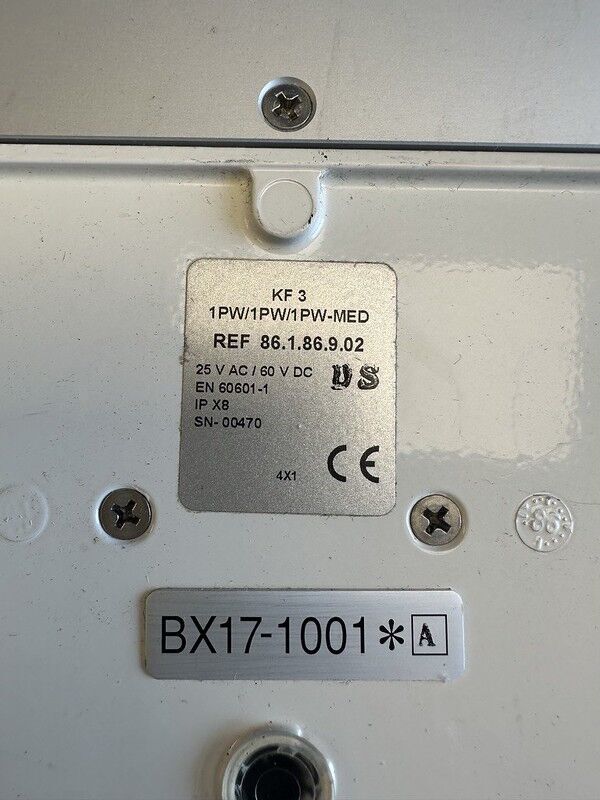 KF 3
1PW/1PW/1PW-MED
REF 86.1.86.9.02
25 V AC / 60 V DC
US
EN 60601-1
IP X8
SN- 00470
CE
4X1
BX17-1001*A